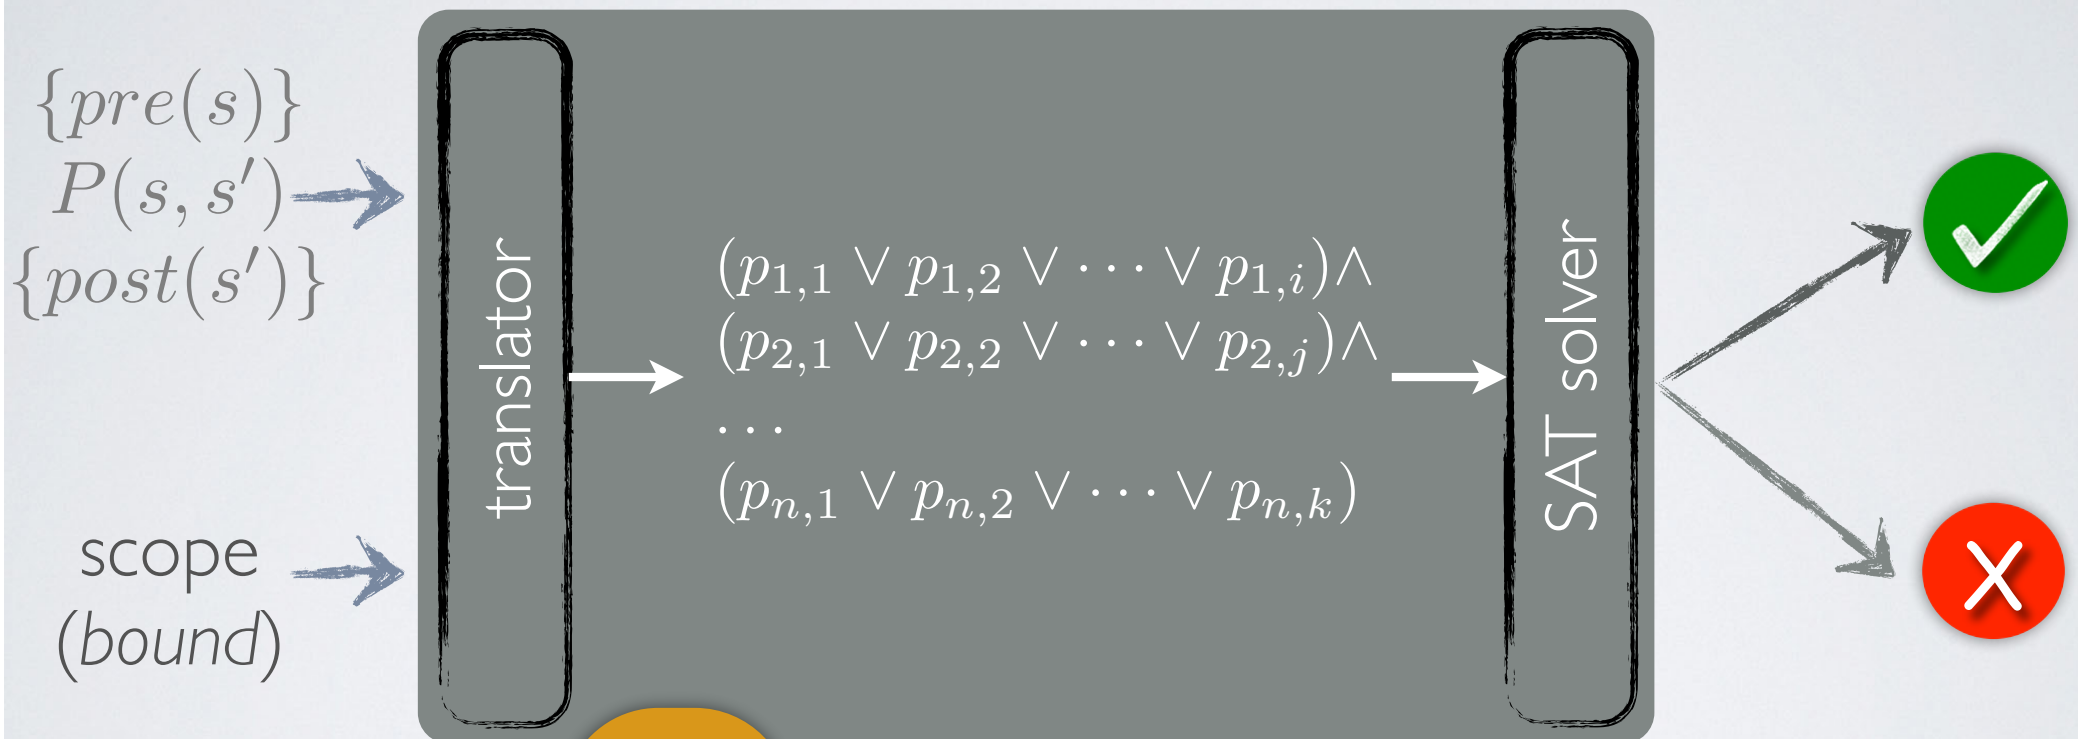 {pre(s)}
P(s, s′)
{post(s′)}
scope
(bound)
translator
(p₁,₁ ∨ p₁,₂ ∨ ··· ∨ p₁,ᵢ)∧
(p₂,₁ ∨ p₂,₂ ∨ ··· ∨ p₂,ⱼ)∧
···
(pₙ,₁ ∨ pₙ,₂ ∨ ··· ∨ pₙ,ₖ)
SAT solver
X